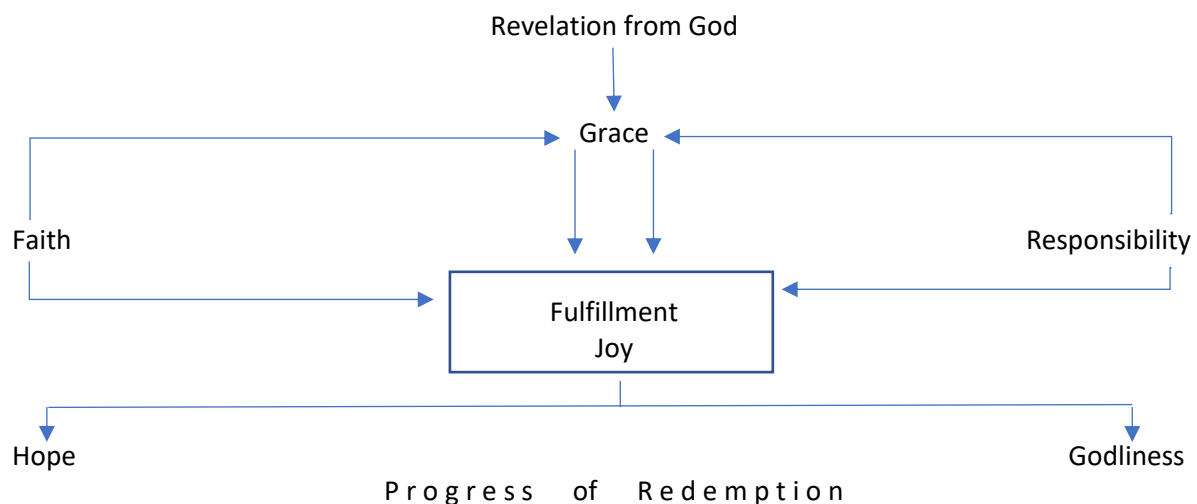 Revelation from God
Grace
Faith
Responsibility
Fulfillment
Joy
Hope
Godliness
Progress of Redemption